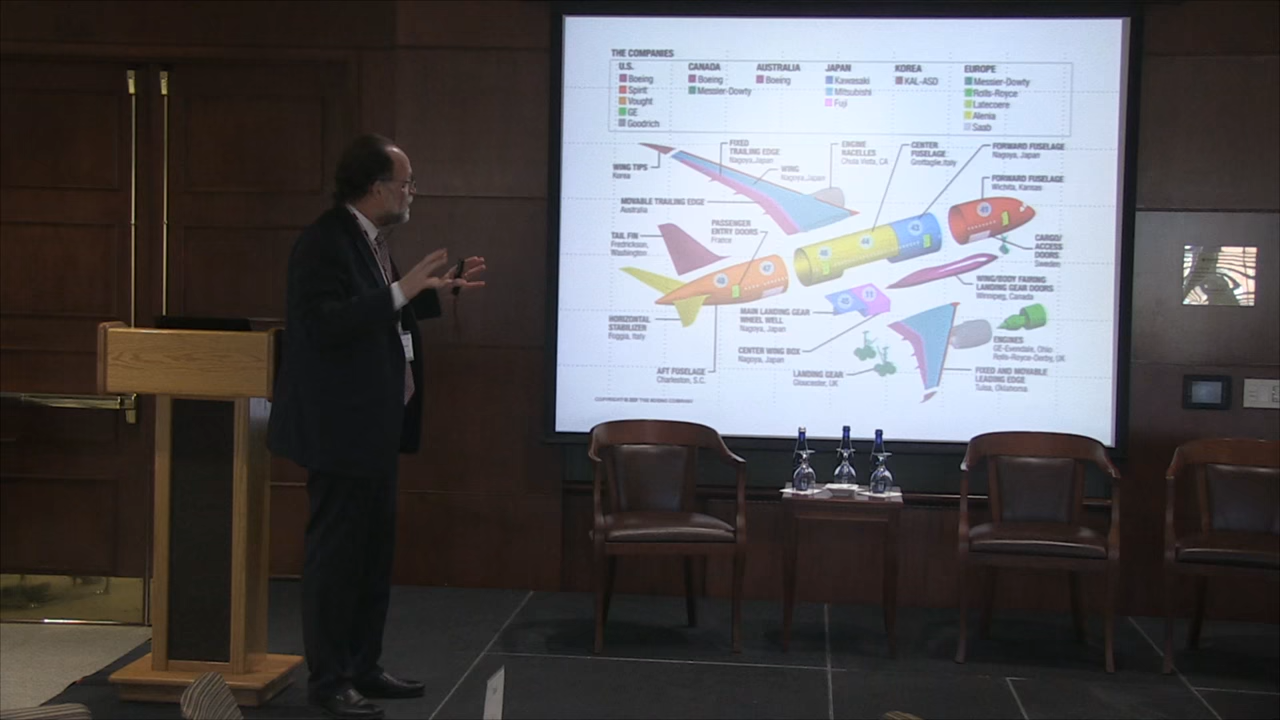 THE COMPANIES
U.S.
Boeing
Spirit
Vought
GE
Goodrich
CANADA
Boeing
Messier-Dowty
AUSTRALIA
Boeing
JAPAN
Kawasaki
Mitsubishi
Fuji
KOREA
KAL-ASD
EUROPE
Messier-Dowty
Rolls-Royce
Latecoere
Alenia
Saab
WING TIPS
Korea
FIXED
TRAILING EDGE
Nagoya, Japan
WING
Nagoya, Japan
ENGINE
NACELLES
Chula Vista, CA
CENTER
FUSELAGE
Grottaglie, Italy
FORWARD FUSELAGE
Nagoya, Japan
FORWARD FUSELAGE
Wichita, Kansas
MOVABLE TRAILING EDGE
Australia
TAIL FIN
Fredrickson,
Washington
PASSENGER
ENTRY DOORS
France
CARGO/
ACCESS
DOORS
Sweden
WING/BODY FAIRING
LANDING GEAR DOORS
Winnipeg, Canada
HORIZONTAL
STABILIZER
Foggia, Italy
MAIN LANDING GEAR
WHEEL WELL
Nagoya, Japan
CENTER WING BOX
Nagoya, Japan
AFT FUSELAGE
Charleston, S.C.
LANDING GEAR
Gloucester, UK
ENGINES
GE-Evendale, Ohio
Rolls-Royce-Derby, UK
FIXED AND MOVABLE
LEADING EDGE
Tulsa, Oklahoma
THE BOEING COMPANY